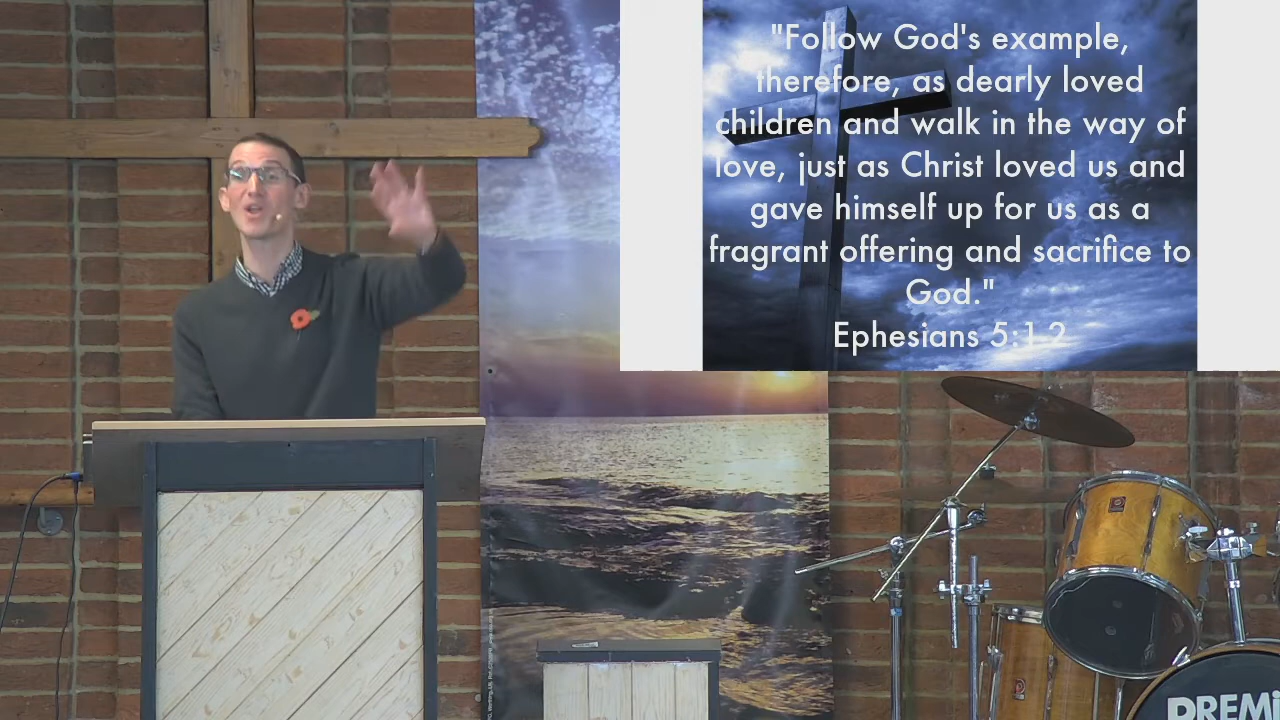 "Follow God's example,
therefore, as dearly loved
children and walk in the way of
love, just as Christ loved us and
gave himself up for us as a
fragrant offering and sacrifice to
God."
Ephesians 5:1-2
PREMi